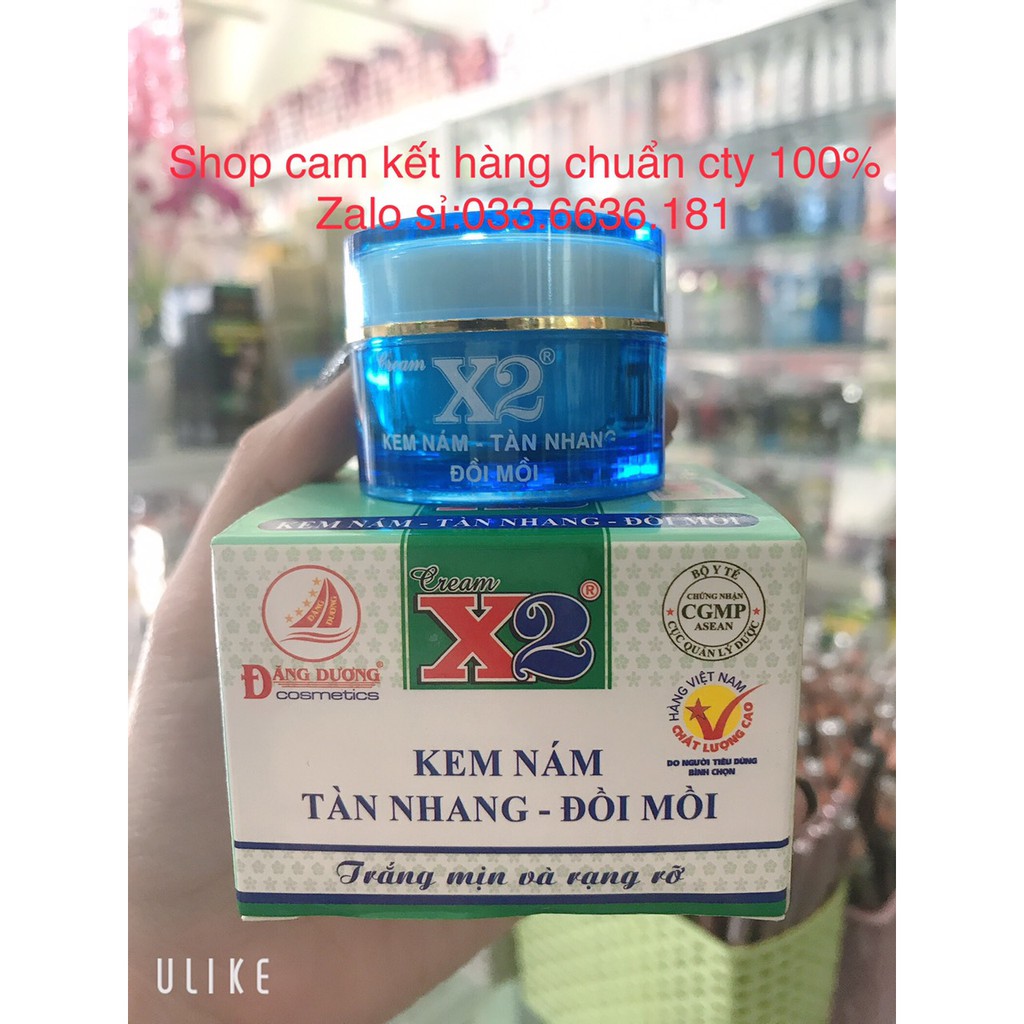 Shop cam kết hàng chuẩn cty 100%
Zalo sỉ:033.6636.181
Cream
X2®
KEM NÁM - TÀN NHANG
ĐỒI MỒI
KEM NÁM - TÀN NHANG - ĐỒI MỒI
Cream
X2®
ĐĂNG DƯƠNG
ĐĂNG DƯƠNG®
cosmetics
BỘ Y TẾ
CHỨNG NHẬN
CGMP
ASEAN
CỤC QUẢN LÝ DƯỢC
HÀNG VIỆT NAM
CHẤT LƯỢNG CAO
DO NGƯỜI TIÊU DÙNG
BÌNH CHỌN
KEM NÁM
TÀN NHANG - ĐỒI MỒI
Trắng mịn và rạng rỡ
ULIKE